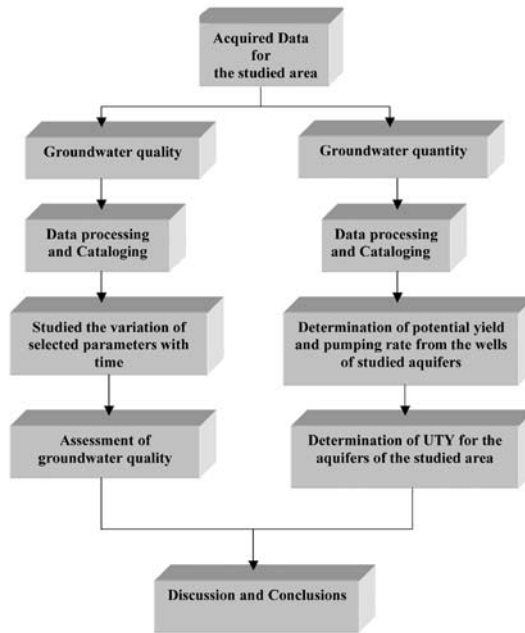 Acquired Data
for
the studied area
Groundwater quality
Groundwater quantity
Data processing
and Cataloging
Data processing
and Cataloging
Studied the variation of
selected parameters with
time
Determination of potential yield
and pumping rate from the wells
of studied aquifers
Assessment of
groundwater quality
Determination of UTY for the
aquifers of the studied area
Discussion and Conclusions